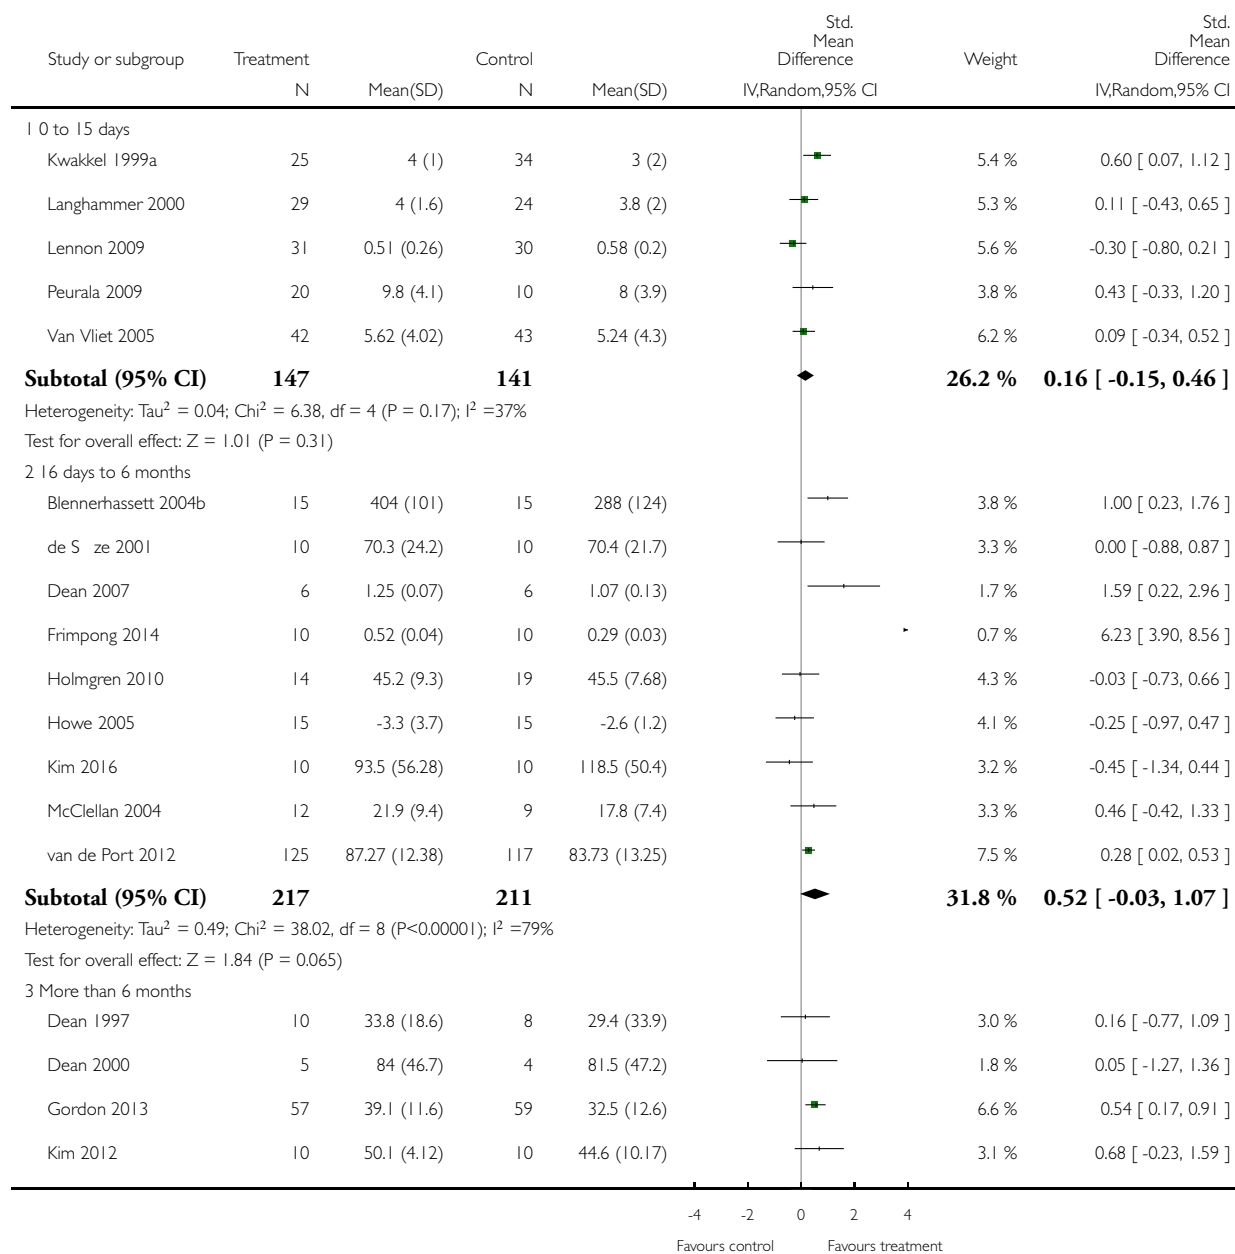 Std. Mean Difference Std. Mean Difference
Study or subgroup Treatment Control Weight
N Mean(SD) N Mean(SD) IV,Random,95% CI IV,Random,95% CI
1 0 to 15 days
Kwakkel 1999a 25 4 (1) 34 3 (2) 5.4 % 0.60 [ 0.07, 1.12 ]
Langhammer 2000 29 4 (1.6) 24 3.8 (2) 5.3 % 0.11 [ -0.43, 0.65 ]
Lennon 2009 31 0.51 (0.26) 30 0.58 (0.2) 5.6 % -0.30 [ -0.80, 0.21 ]
Peurala 2009 20 9.8 (4.1) 10 8 (3.9) 3.8 % 0.43 [ -0.33, 1.20 ]
Van Vliet 2005 42 5.62 (4.02) 43 5.24 (4.3) 6.2 % 0.09 [ -0.34, 0.52 ]
Subtotal (95% CI) 147 141 26.2 % 0.16 [ -0.15, 0.46 ]
Heterogeneity: Tau² = 0.04; Chi² = 6.38, df = 4 (P = 0.17); I² =37%
Test for overall effect: Z = 1.01 (P = 0.31)
2 16 days to 6 months
Blennerhassett 2004b 15 404 (101) 15 288 (124) 3.8 % 1.00 [ 0.23, 1.76 ]
de S ze 2001 10 70.3 (24.2) 10 70.4 (21.7) 3.3 % 0.00 [ -0.88, 0.87 ]
Dean 2007 6 1.25 (0.07) 6 1.07 (0.13) 1.7 % 1.59 [ 0.22, 2.96 ]
Frimpong 2014 10 0.52 (0.04) 10 0.29 (0.03) 0.7 % 6.23 [ 3.90, 8.56 ]
Holmgren 2010 14 45.2 (9.3) 19 45.5 (7.68) 4.3 % -0.03 [ -0.73, 0.66 ]
Howe 2005 15 -3.3 (3.7) 15 -2.6 (1.2) 4.1 % -0.25 [ -0.97, 0.47 ]
Kim 2016 10 93.5 (56.28) 10 118.5 (50.4) 3.2 % -0.45 [ -1.34, 0.44 ]
McClellan 2004 12 21.9 (9.4) 9 17.8 (7.4) 3.3 % 0.46 [ -0.42, 1.33 ]
van de Port 2012 125 87.27 (12.38) 117 83.73 (13.25) 7.5 % 0.28 [ 0.02, 0.53 ]
Subtotal (95% CI) 217 211 31.8 % 0.52 [ -0.03, 1.07 ]
Heterogeneity: Tau² = 0.49; Chi² = 38.02, df = 8 (P<0.00001); I² =79%
Test for overall effect: Z = 1.84 (P = 0.065)
3 More than 6 months
Dean 1997 10 33.8 (18.6) 8 29.4 (33.9) 3.0 % 0.16 [ -0.77, 1.09 ]
Dean 2000 5 84 (46.7) 4 81.5 (47.2) 1.8 % 0.05 [ -1.27, 1.36 ]
Gordon 2013 57 39.1 (11.6) 59 32.5 (12.6) 6.6 % 0.54 [ 0.17, 0.91 ]
Kim 2012 10 50.1 (4.12) 10 44.6 (10.17) 3.1 % 0.68 [ -0.23, 1.59 ]
-4 -2 0 2 4
Favours control Favours treatment